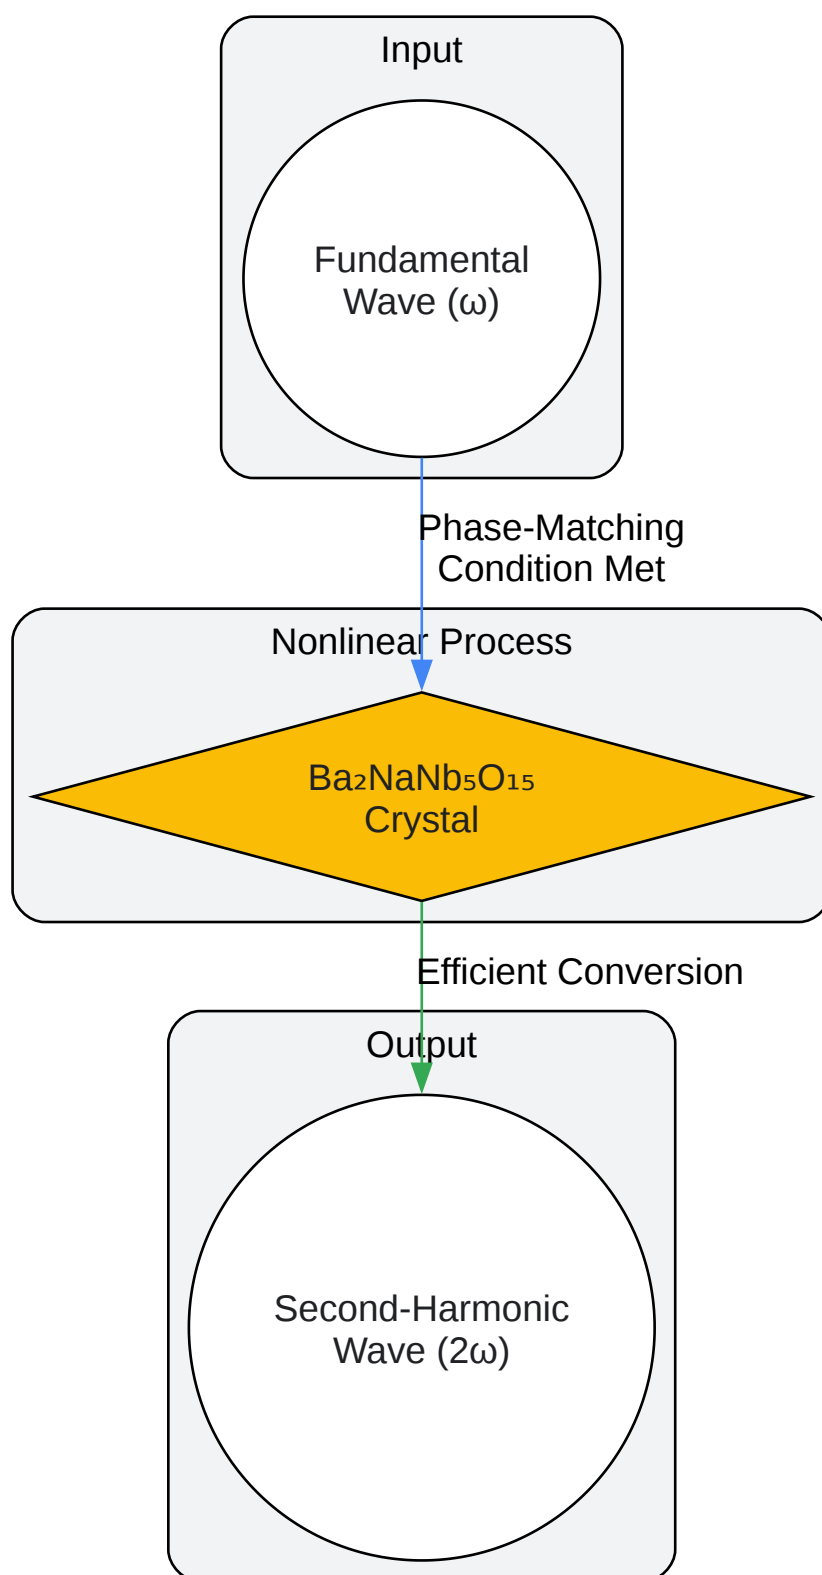 Input
Fundamental
Wave (ω)
Phase-Matching
Condition Met
Nonlinear Process
Ba₂NaNb₅O₁₅
Crystal
Efficient Conversion
Output
Second-Harmonic
Wave (2ω)